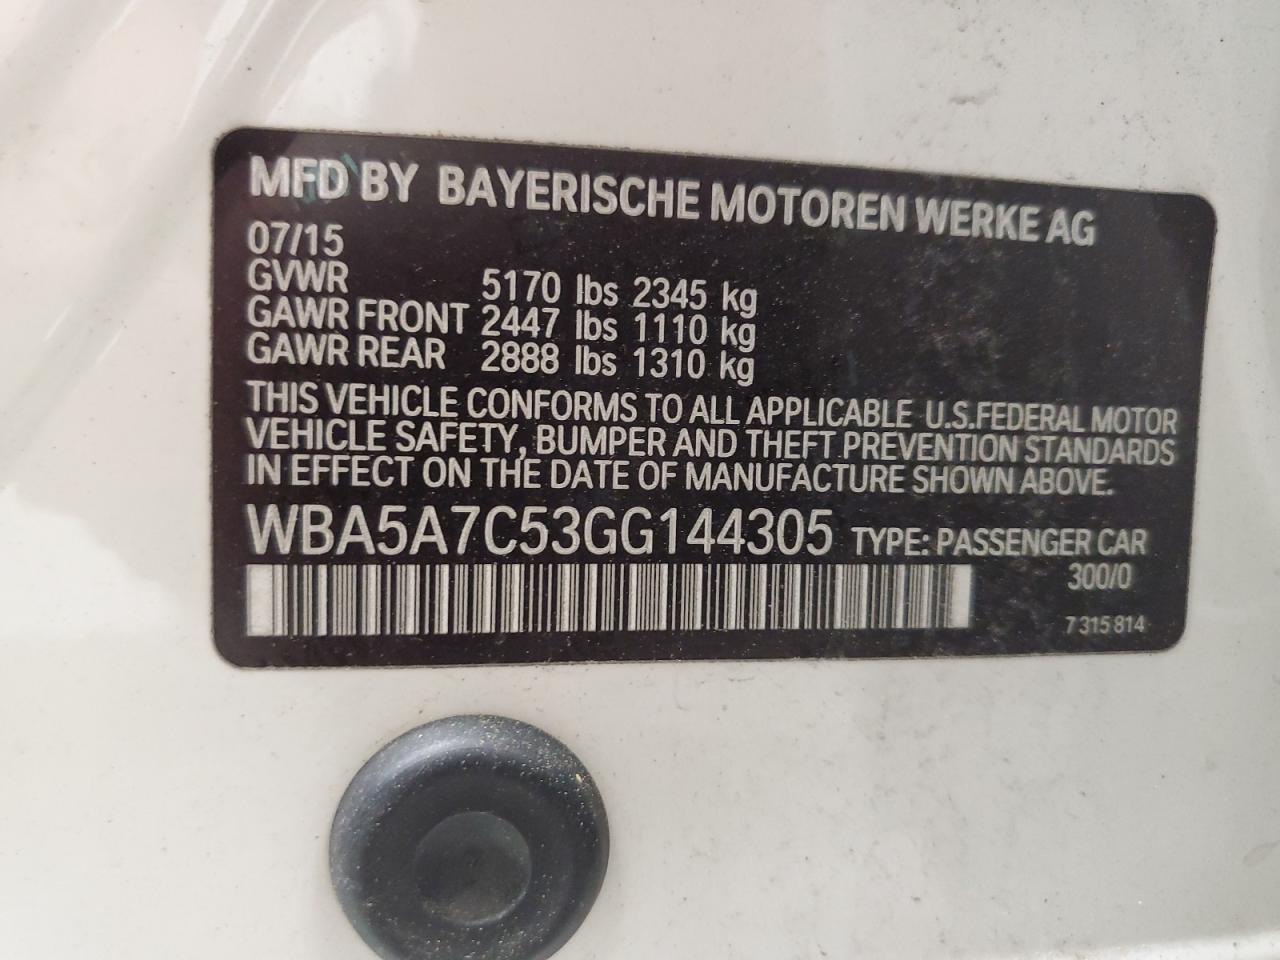 MFD BY BAYERISCHE MOTOREN WERKE AG
07/15
GVWR 5170 lbs 2345 kg
GAWR FRONT 2447 lbs 1110 kg
GAWR REAR 2888 lbs 1310 kg
THIS VEHICLE CONFORMS TO ALL APPLICABLE U.S.FEDERAL MOTOR
VEHICLE SAFETY, BUMPER AND THEFT PREVENTION STANDARDS
IN EFFECT ON THE DATE OF MANUFACTURE SHOWN ABOVE.
WBA5A7C53GG144305 TYPE: PASSENGER CAR
300/0
7 315 814